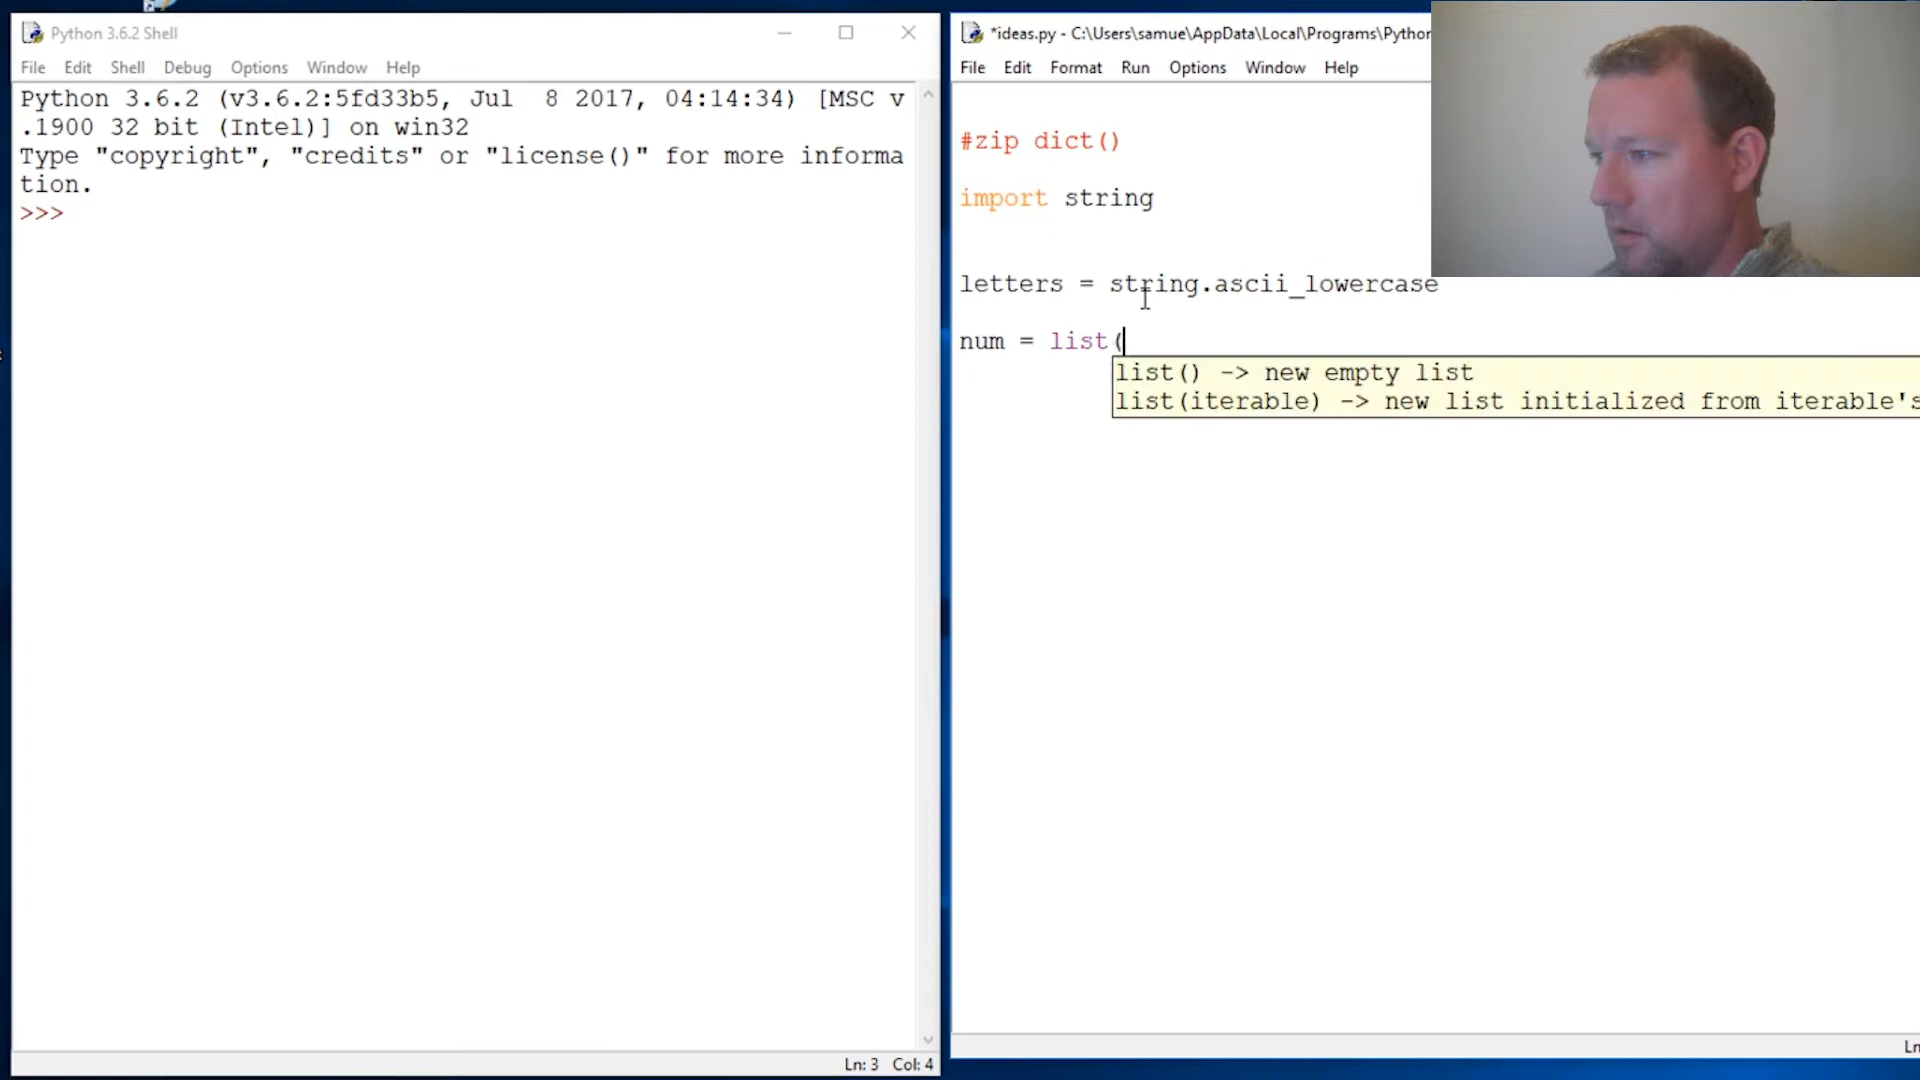 Python 3.6.2 Shell
File Edit Shell Debug Options Window Help
Python 3.6.2 (v3.6.2:5fd33b5, Jul  8 2017, 04:14:34) [MSC v
.1900 32 bit (Intel)] on win32
Type "copyright", "credits" or "license()" for more informa
tion.
>>>
Ln: 3 Col: 4
*ideas.py - C:\Users\samue\AppData\Local\Programs\Python
File Edit Format Run Options Window Help
#zip dict()
import string
letters = string.ascii_lowercase
num = list(
list() -> new empty list
list(iterable) -> new list initialized from iterable's
Ln